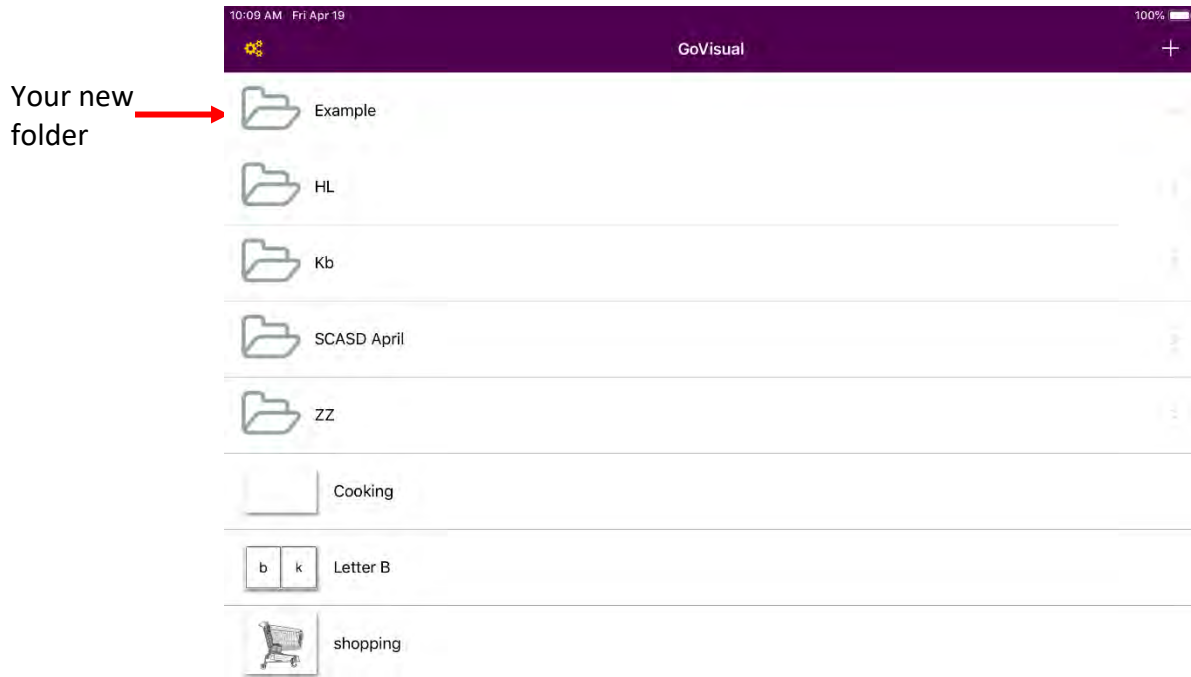 10:09 AM Fri Apr 19
100%
GoVisual
Your new
folder
Example
HL
Kb
SCASD April
ZZ
Cooking
b k
Letter B
shopping